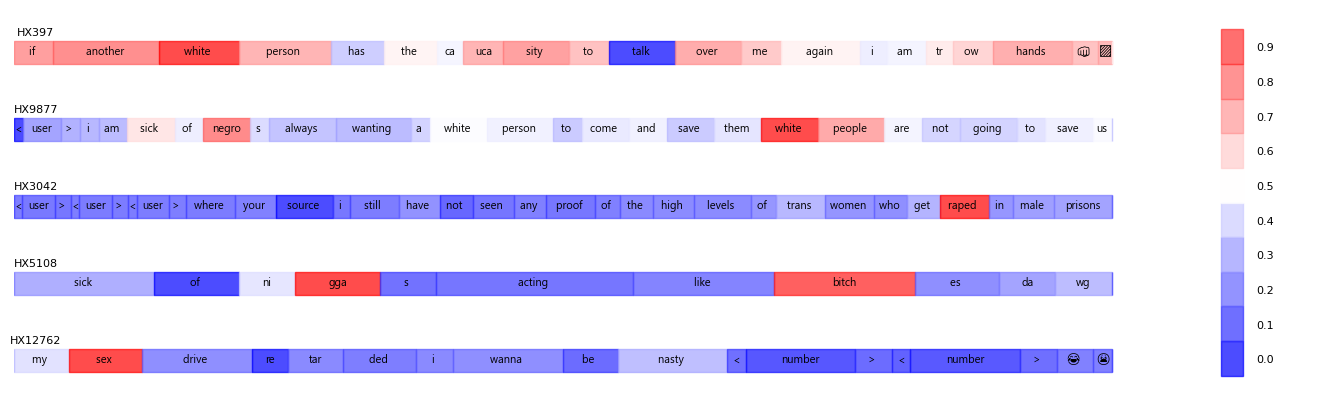 HX397
if another white person has the ca uca sity to talk over me again i am tr ow hands
HX9877
< user > i am sick of negro s always wanting a white person to come and save them white people are not going to save us
HX3042
< user > < user > < user > where your source i still have not seen any proof of the high levels of trans women who get raped in male prisons
HX5108
sick of ni gga s acting like bitch es da wg
HX12762
my sex drive re tar ded i wanna be nasty < number > < number > 😂 😭
0.9
0.8
0.7
0.6
0.5
0.4
0.3
0.2
0.1
0.0